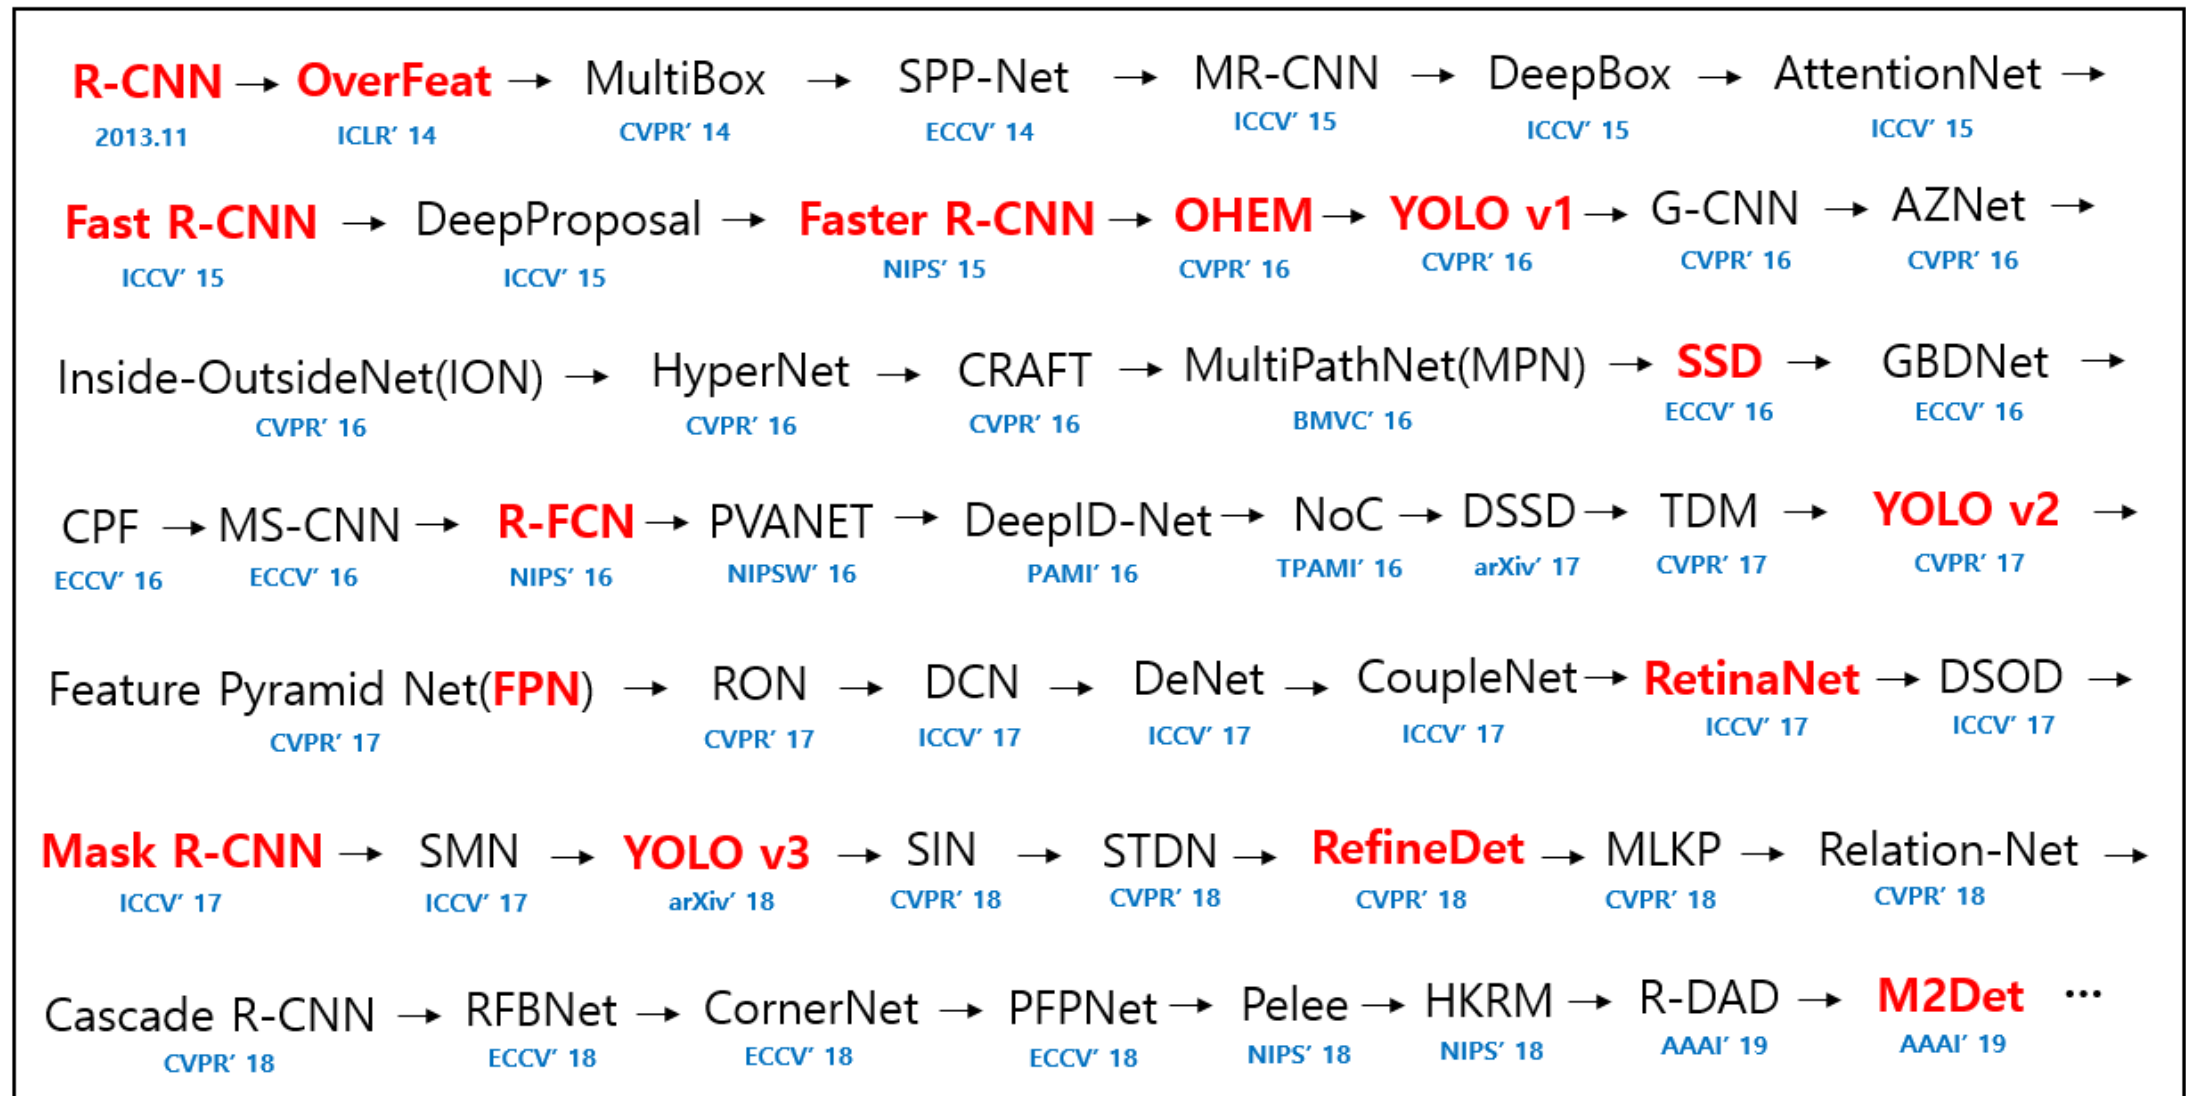 R-CNN → OverFeat → MultiBox → SPP-Net → MR-CNN → DeepBox → AttentionNet →
2013.11 ICLR' 14 CVPR' 14 ECCV' 14 ICCV' 15 ICCV' 15 ICCV' 15
Fast R-CNN → DeepProposal → Faster R-CNN → OHEM → YOLO v1 → G-CNN → AZNet →
ICCV' 15 ICCV' 15 NIPS' 15 CVPR' 16 CVPR' 16 CVPR' 16 CVPR' 16
Inside-OutsideNet(ION) → HyperNet → CRAFT → MultiPathNet(MPN) → SSD → GBDNet →
CVPR' 16 CVPR' 16 CVPR' 16 BMVC' 16 ECCV' 16 ECCV' 16
CPF → MS-CNN → R-FCN → PVANET → DeepID-Net → NoC → DSSD → TDM → YOLO v2 →
ECCV' 16 ECCV' 16 NIPS' 16 NIPSW' 16 PAMI' 16 TPAMI' 16 arXiv' 17 CVPR' 17 CVPR' 17
Feature Pyramid Net(FPN) → RON → DCN → DeNet → CoupleNet → RetinaNet → DSOD →
CVPR' 17 CVPR' 17 ICCV' 17 ICCV' 17 ICCV' 17 ICCV' 17 ICCV' 17
Mask R-CNN → SMN → YOLO v3 → SIN → STDN → RefineDet → MLKP → Relation-Net →
ICCV' 17 ICCV' 17 arXiv' 18 CVPR' 18 CVPR' 18 CVPR' 18 CVPR' 18 CVPR' 18
Cascade R-CNN → RFBNet → CornerNet → PFPNet → Pelee → HKRM → R-DAD → M2Det ···
CVPR' 18 ECCV' 18 ECCV' 18 ECCV' 18 NIPS' 18 NIPS' 18 AAAI' 19 AAAI' 19